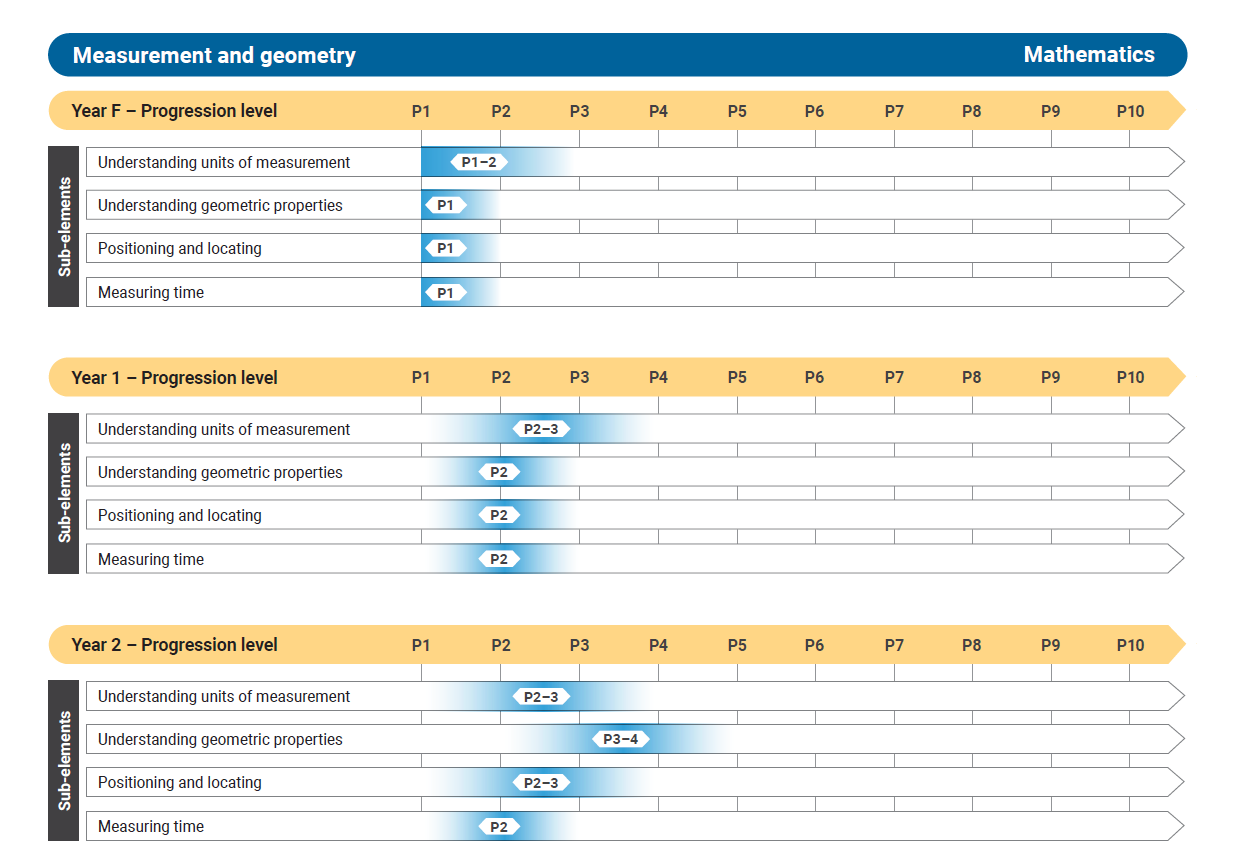 Measurement and geometry Mathematics
Year F – Progression level P1 P2 P3 P4 P5 P6 P7 P8 P9 P10
Sub-elements
Understanding units of measurement P1–2
Understanding geometric properties P1
Positioning and locating P1
Measuring time P1
Year 1 – Progression level P1 P2 P3 P4 P5 P6 P7 P8 P9 P10
Sub-elements
Understanding units of measurement P2–3
Understanding geometric properties P2
Positioning and locating P2
Measuring time P2
Year 2 – Progression level P1 P2 P3 P4 P5 P6 P7 P8 P9 P10
Sub-elements
Understanding units of measurement P2–3
Understanding geometric properties P3–4
Positioning and locating P2–3
Measuring time P2